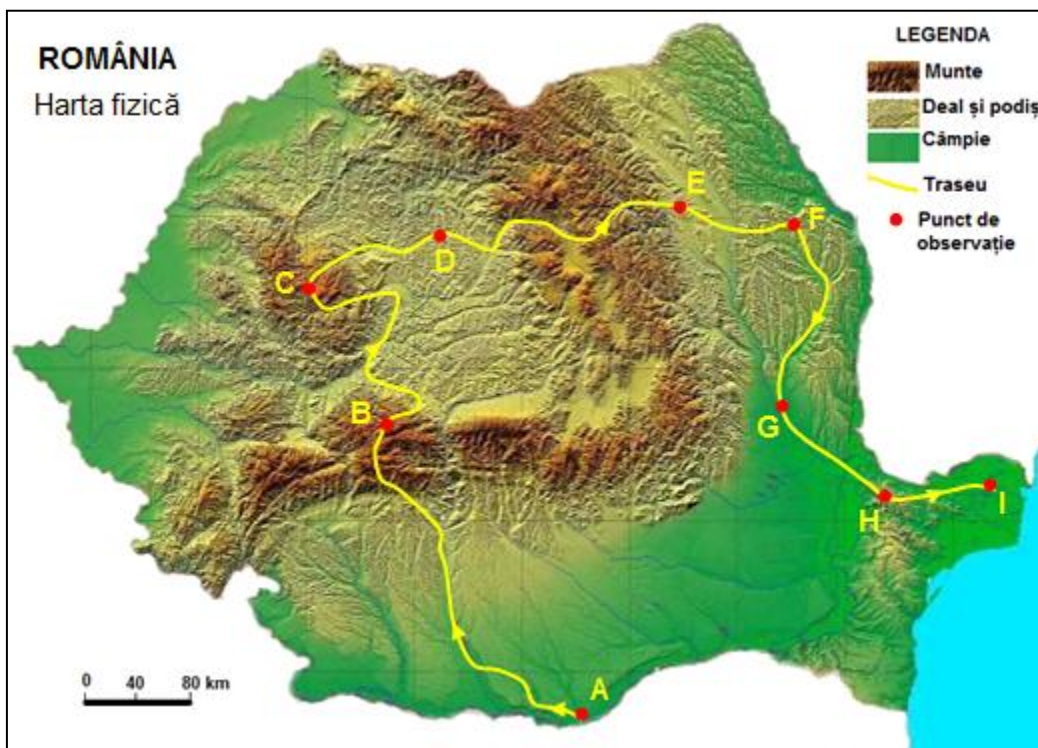 ROMÂNIA
Harta fizică
LEGENDA
Munte
Deal și podiș
Câmpie
Traseu
Punct de
observație
E
F
D
C
B
G
H
I
A
0 40 80 km